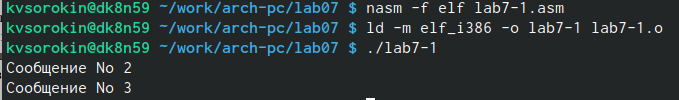 kvsorokin@dk8n59 ~/work/arch-pc/lab07 $ nasm -f elf lab7-1.asm
kvsorokin@dk8n59 ~/work/arch-pc/lab07 $ ld -m elf_i386 -o lab7-1 lab7-1.o
kvsorokin@dk8n59 ~/work/arch-pc/lab07 $ ./lab7-1
Сообщение No 2
Сообщение No 3